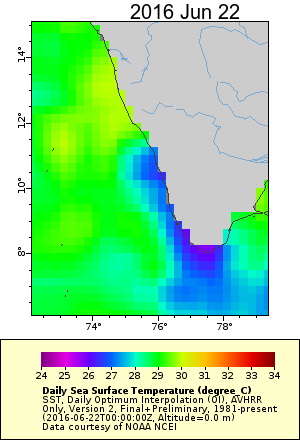 2016 Jun 22
14°
12°
10°
8°
74°
76°
78°
24 25 26 27 28 29 30 31 32 33 34
Daily Sea Surface Temperature (degree_C)
SST, Daily Optimum Interpolation (OI), AVHRR
Only, Version 2, Final+Preliminary, 1981-present
(2016-06-22T00:00:00Z, Altitude=0.0 m)
Data courtesy of NOAA NCEI